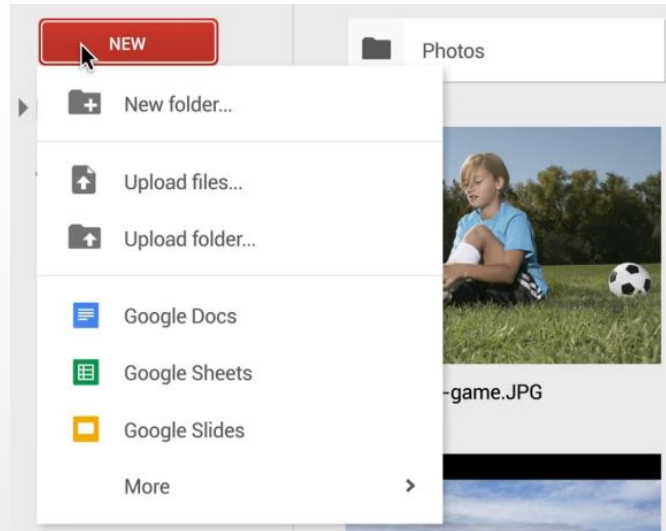 NEW
Photos
New folder...
Upload files...
Upload folder...
Google Docs
Google Sheets
Google Slides
More
-game.JPG